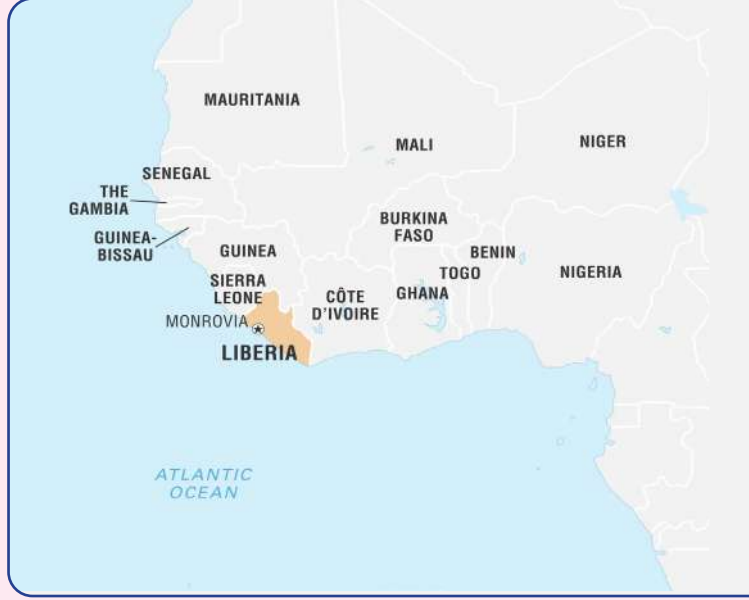 MAURITANIA
MALI
NIGER
SENEGAL
THE
GAMBIA
GUINEA-
BISSAU
GUINEA
BURKINA
FASO
BENIN
TOGO
GHANA
NIGERIA
SIERRA
LEONE
CÔTE
D'IVOIRE
MONROVIA
LIBERIA
ATLANTIC
OCEAN